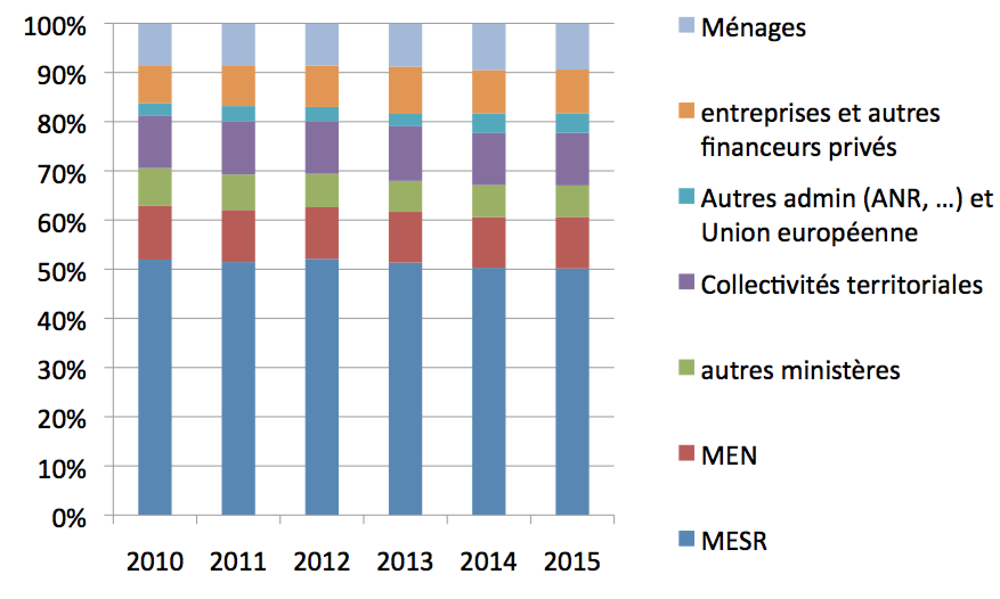 100%
90%
80%
70%
60%
50%
40%
30%
20%
10%
0%
2010 2011 2012 2013 2014 2015
Ménages
entreprises et autres
financeurs privés
Autres admin (ANR, ...) et
Union européenne
Collectivités territoriales
autres ministères
MEN
MESR